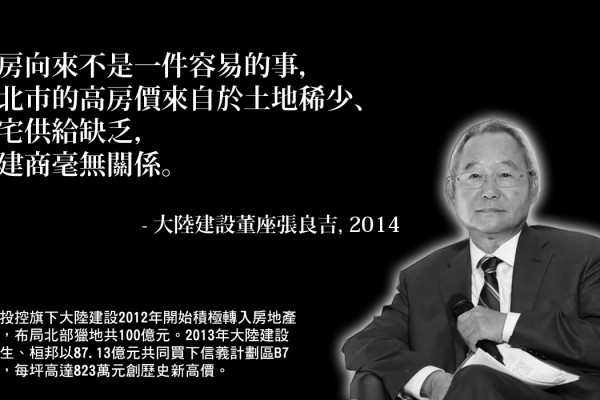 房向來不是一件容易的事,
北市的高房價來自於土地稀少、
宅供給缺乏,
建商毫無關係。
- 大陸建設董座張良吉, 2014
投控旗下大陸建設2012年開始積極轉入房地產
，布局北部獵地共100億元。2013年大陸建設
生、桓邦以87.13億元共同買下信義計劃區B7
，每坪高達823萬元創歷史新高價。